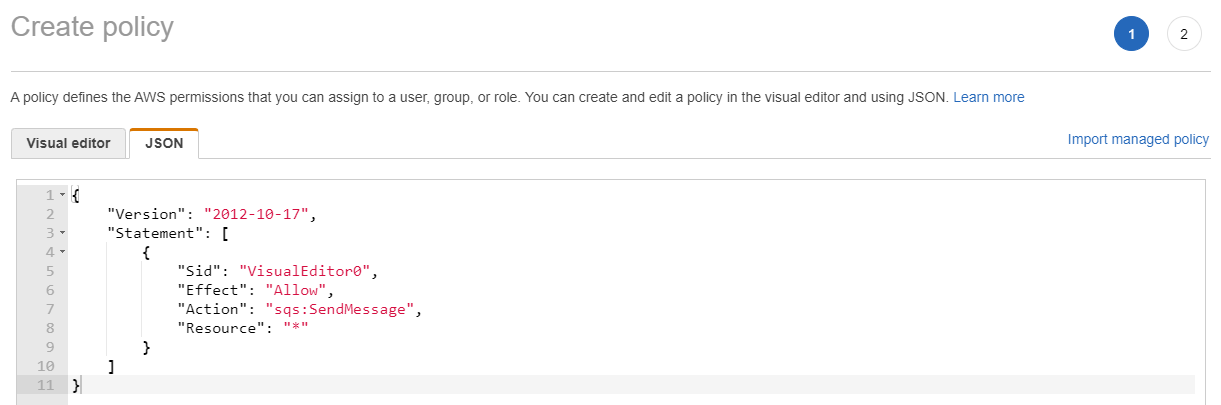 Create policy
1
2
A policy defines the AWS permissions that you can assign to a user, group, or role. You can create and edit a policy in the visual editor and using JSON. Learn more
Visual editor
JSON
Import managed policy
1 {
2     "Version": "2012-10-17",
3     "Statement": [
4         {
5             "Sid": "VisualEditor0",
6             "Effect": "Allow",
7             "Action": "sqs:SendMessage",
8             "Resource": "*"
9         }
10     ]
11 }